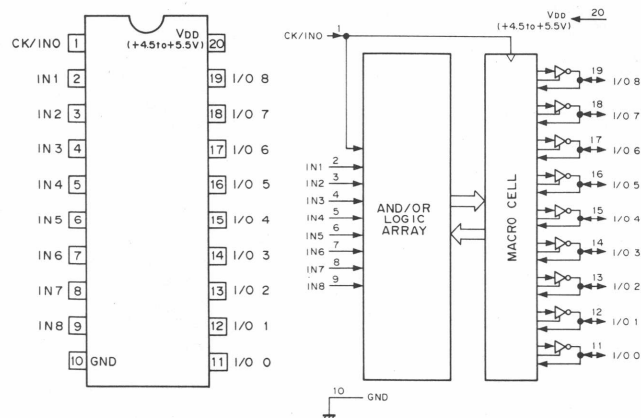 VDD
(+4.5to+5.5V)
CK/IN0 1 20
IN1 2 19 I/O 8
IN2 3 18 I/O 7
IN3 4 17 I/O 6
IN4 5 16 I/O 5
IN5 6 15 I/O 4
IN6 7 14 I/O 3
IN7 8 13 I/O 2
IN8 9 12 I/O 1
10 GND 11 I/O 0
VDD 20
(+4.5to+5.5V)
CK/IN0 1
IN1 2
IN2 3
IN3 4
IN4 5
IN5 6
IN6 7
IN7 8
IN8 9
AND/OR
LOGIC
ARRAY
MACRO CELL
19 I/O 8
18 I/O 7
17 I/O 6
16 I/O 5
15 I/O 4
14 I/O 3
13 I/O 2
12 I/O 1
11 I/O 0
10 GND